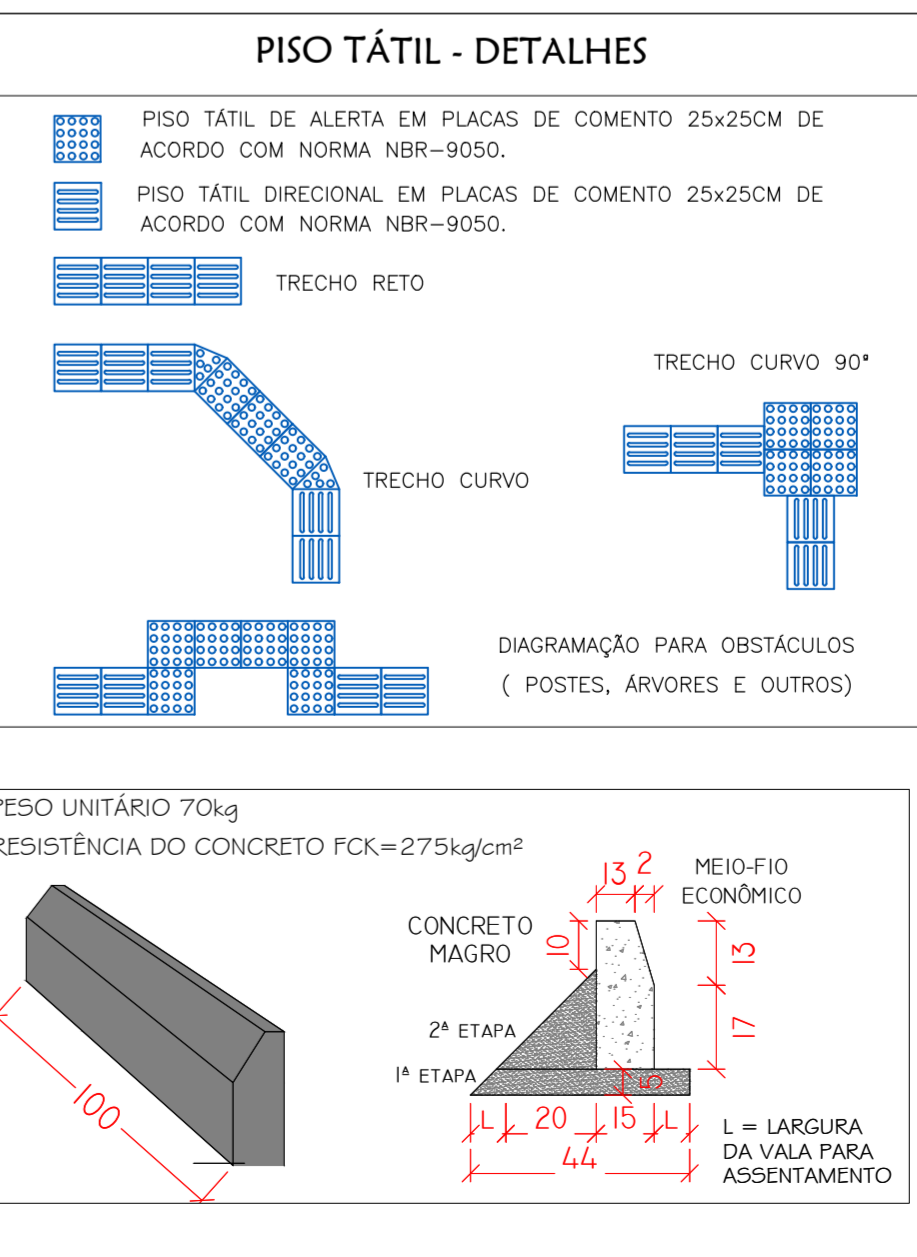 PISO TÁTIL - DETALHES
PISO TÁTIL DE ALERTA EM PLACAS DE COMENTO 25x25CM DE
ACORDO COM NORMA NBR-9050.
PISO TÁTIL DIRECIONAL EM PLACAS DE COMENTO 25x25CM DE
ACORDO COM NORMA NBR-9050.
TRECHO RETO
TRECHO CURVO 90°
TRECHO CURVO
DIAGRAMAÇÃO PARA OBSTÁCULOS
( POSTES, ÁRVORES E OUTROS)
PESO UNITÁRIO 70kg
RESISTÊNCIA DO CONCRETO FCK=275kg/cm²
100
13 2
MEIO-FIO
ECONÔMICO
CONCRETO
MAGRO
10
13
2ª ETAPA
17
1ª ETAPA
5
L 20 15 L
44
L = LARGURA
DA VALA PARA
ASSENTAMENTO